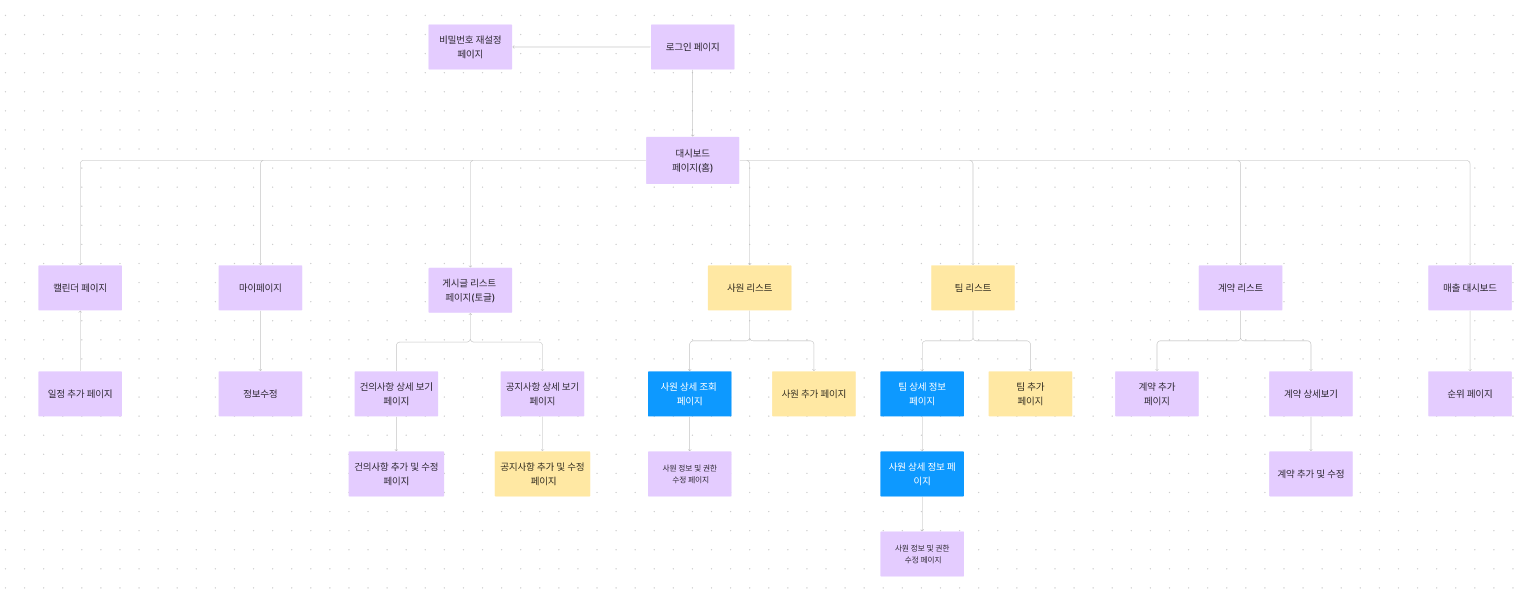 비밀번호 재설정
페이지
로그인 페이지
대시보드
페이지(홈)
캘린더 페이지
마이페이지
게시글 리스트
페이지(토글)
사원 리스트
팀 리스트
계약 리스트
매출 대시보드
일정 추가 페이지
정보수정
건의사항 상세 보기
페이지
공지사항 상세 보기
페이지
사원 상세 조회
페이지
사원 추가 페이지
팀 상세 정보
페이지
팀 추가
페이지
계약 추가
페이지
계약 상세보기
순위 페이지
건의사항 추가 및 수정
페이지
공지사항 추가 및 수정
페이지
사원 정보 및 권한
수정 페이지
사원 상세 정보 페
이지
계약 추가 및 수정
사원 정보 및 권한
수정 페이지